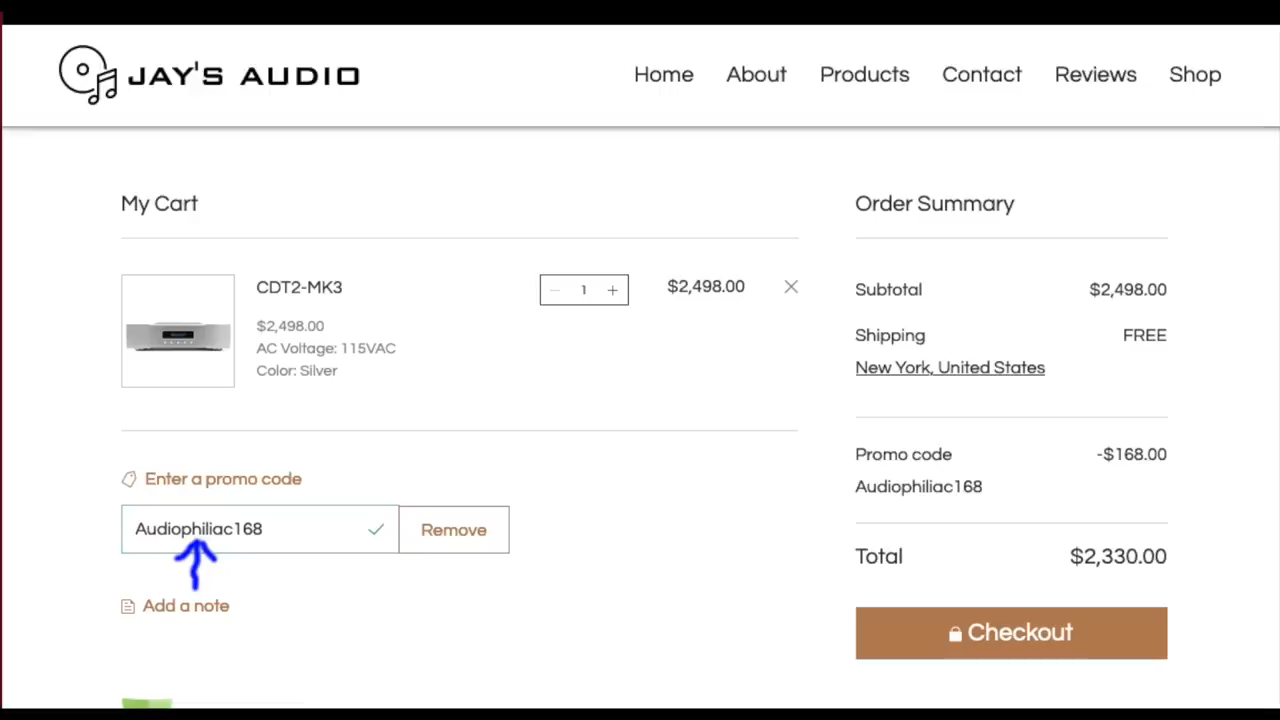 JAY'S AUDIO
Home About Products Contact Reviews Shop
My Cart
CDT2-MK3
$2,498.00
AC Voltage: 115VAC
Color: Silver
− 1 +
$2,498.00
Enter a promo code
Audiophiliac168
Remove
Add a note
Order Summary
Subtotal $2,498.00
Shipping FREE
New York, United States
Promo code -$168.00
Audiophiliac168
Total $2,330.00
Checkout